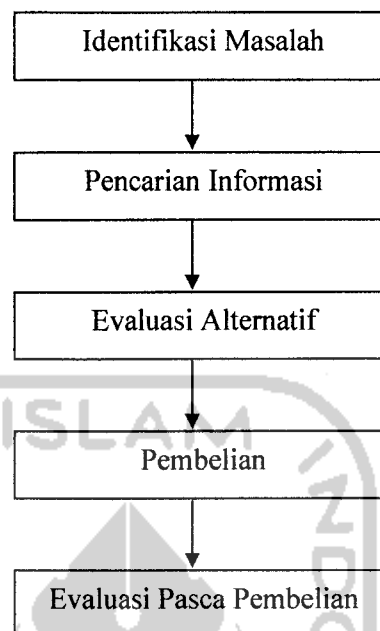 Identifikasi Masalah
Pencarian Informasi
Evaluasi Alternatif
ISLAM
Pembelian
Evaluasi Pasca Pembelian